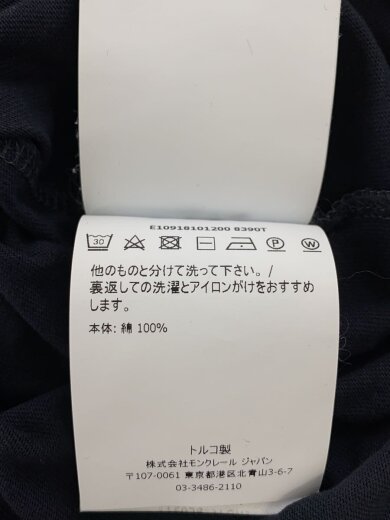 E10918101200 8390T
30
P
W
他のものと分けて洗って下さい。/
裏返しての洗濯とアイロンがけをおすすめ
します。
本体: 綿 100%
トルコ製
株式会社モンクレール ジャパン
〒107-0061 東京都港区北青山3-6-7
03-3486-2110